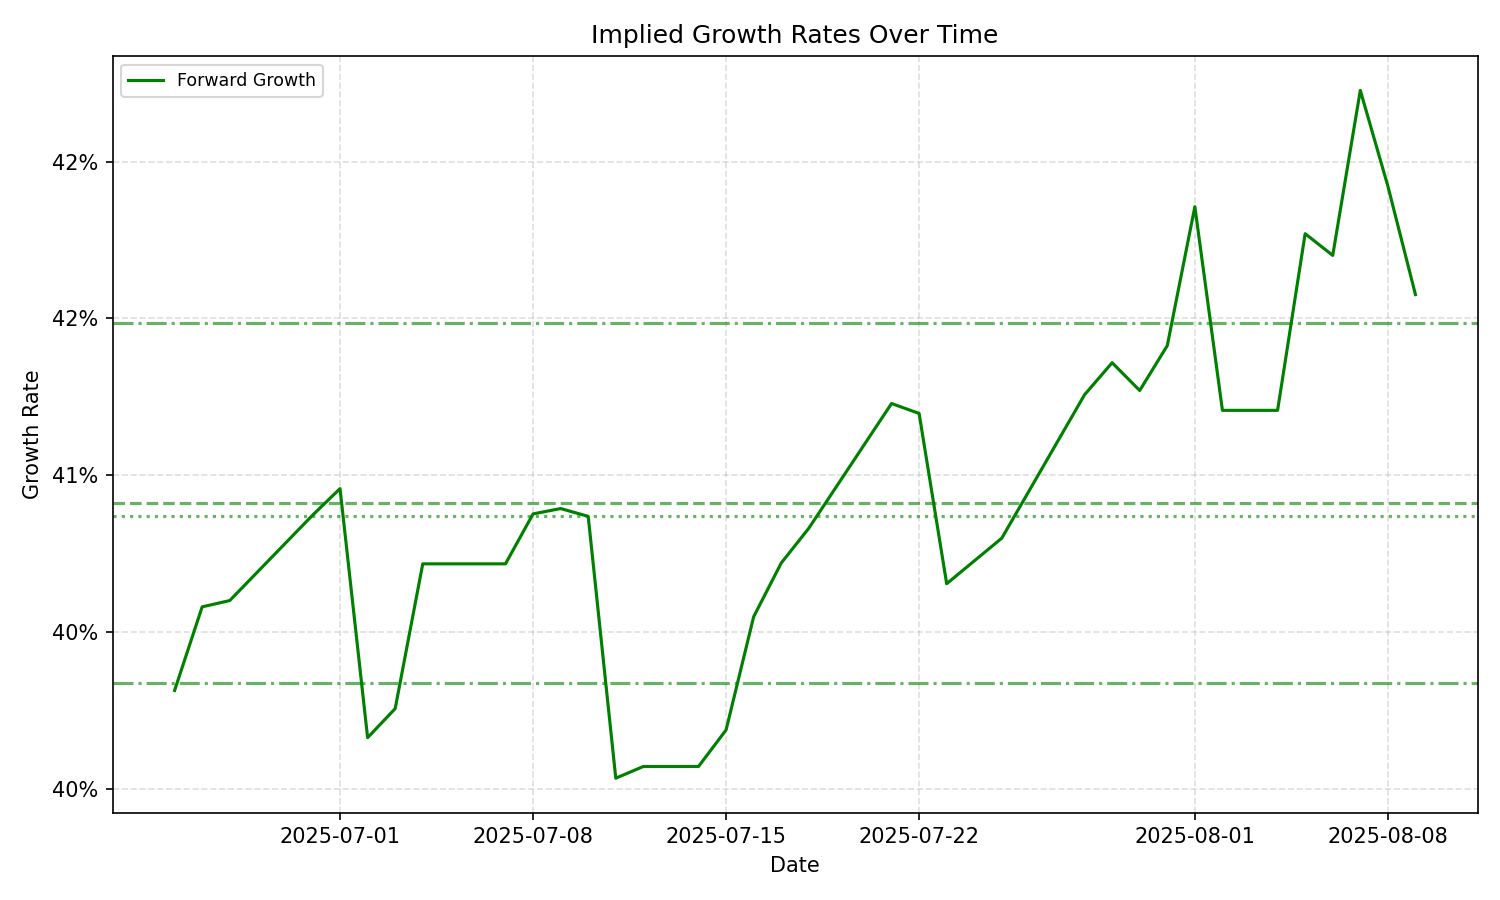 Implied Growth Rates Over Time
Forward Growth
42%
42%
41%
40%
40%
Growth Rate
2025-07-01
2025-07-08
2025-07-15
2025-07-22
2025-08-01
2025-08-08
Date